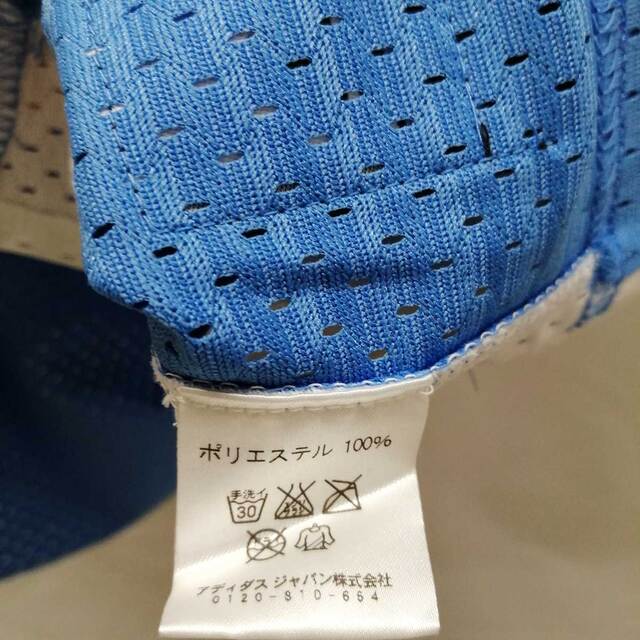 ポリエステル 100%
手洗イ
30
アディダス ジャパン株式会社
0120-810-654